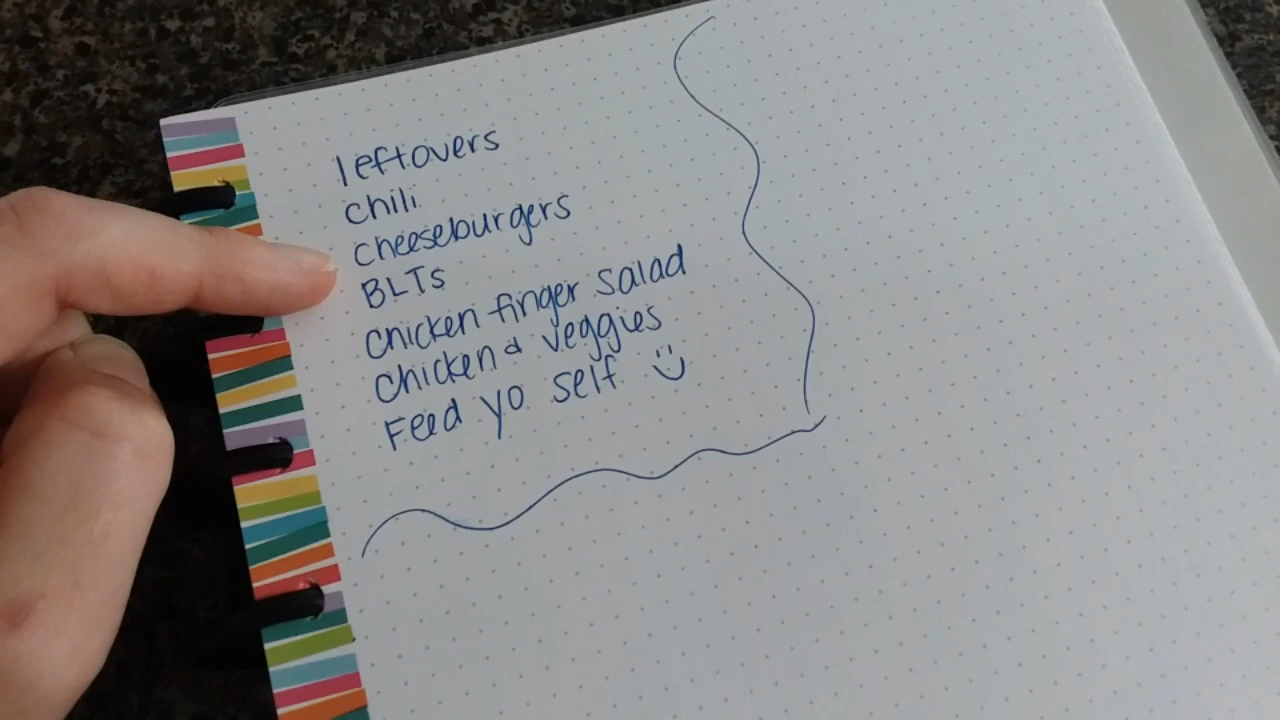 leftovers
chili
cheeseburgers
BLTs
chicken finger salad
chicken & veggies
Feed yo self :)